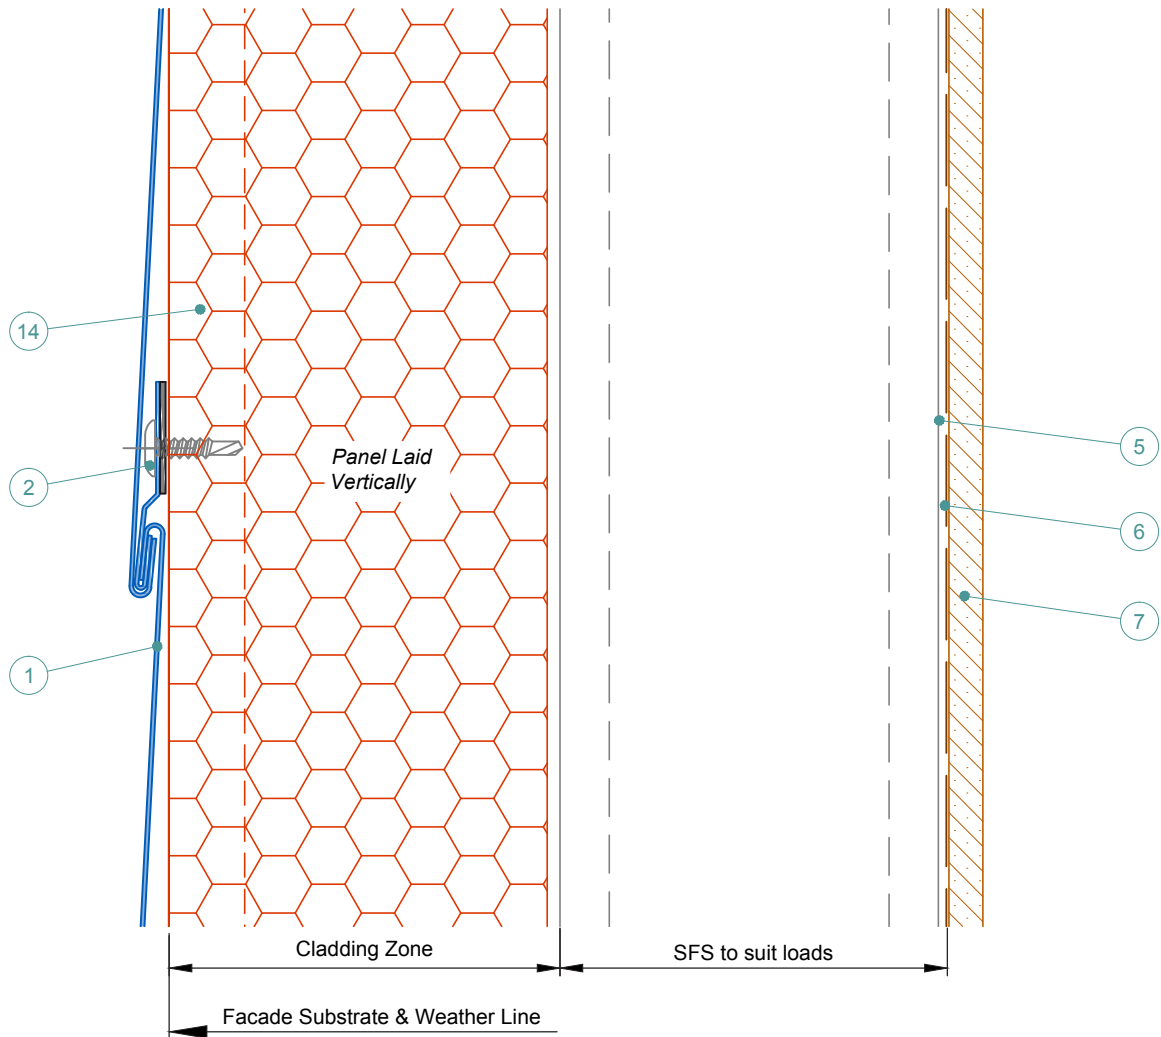 14
5
Panel Laid
Vertically
2
6
7
1
Cladding Zone
SFS to suit loads
Facade Substrate & Weather Line